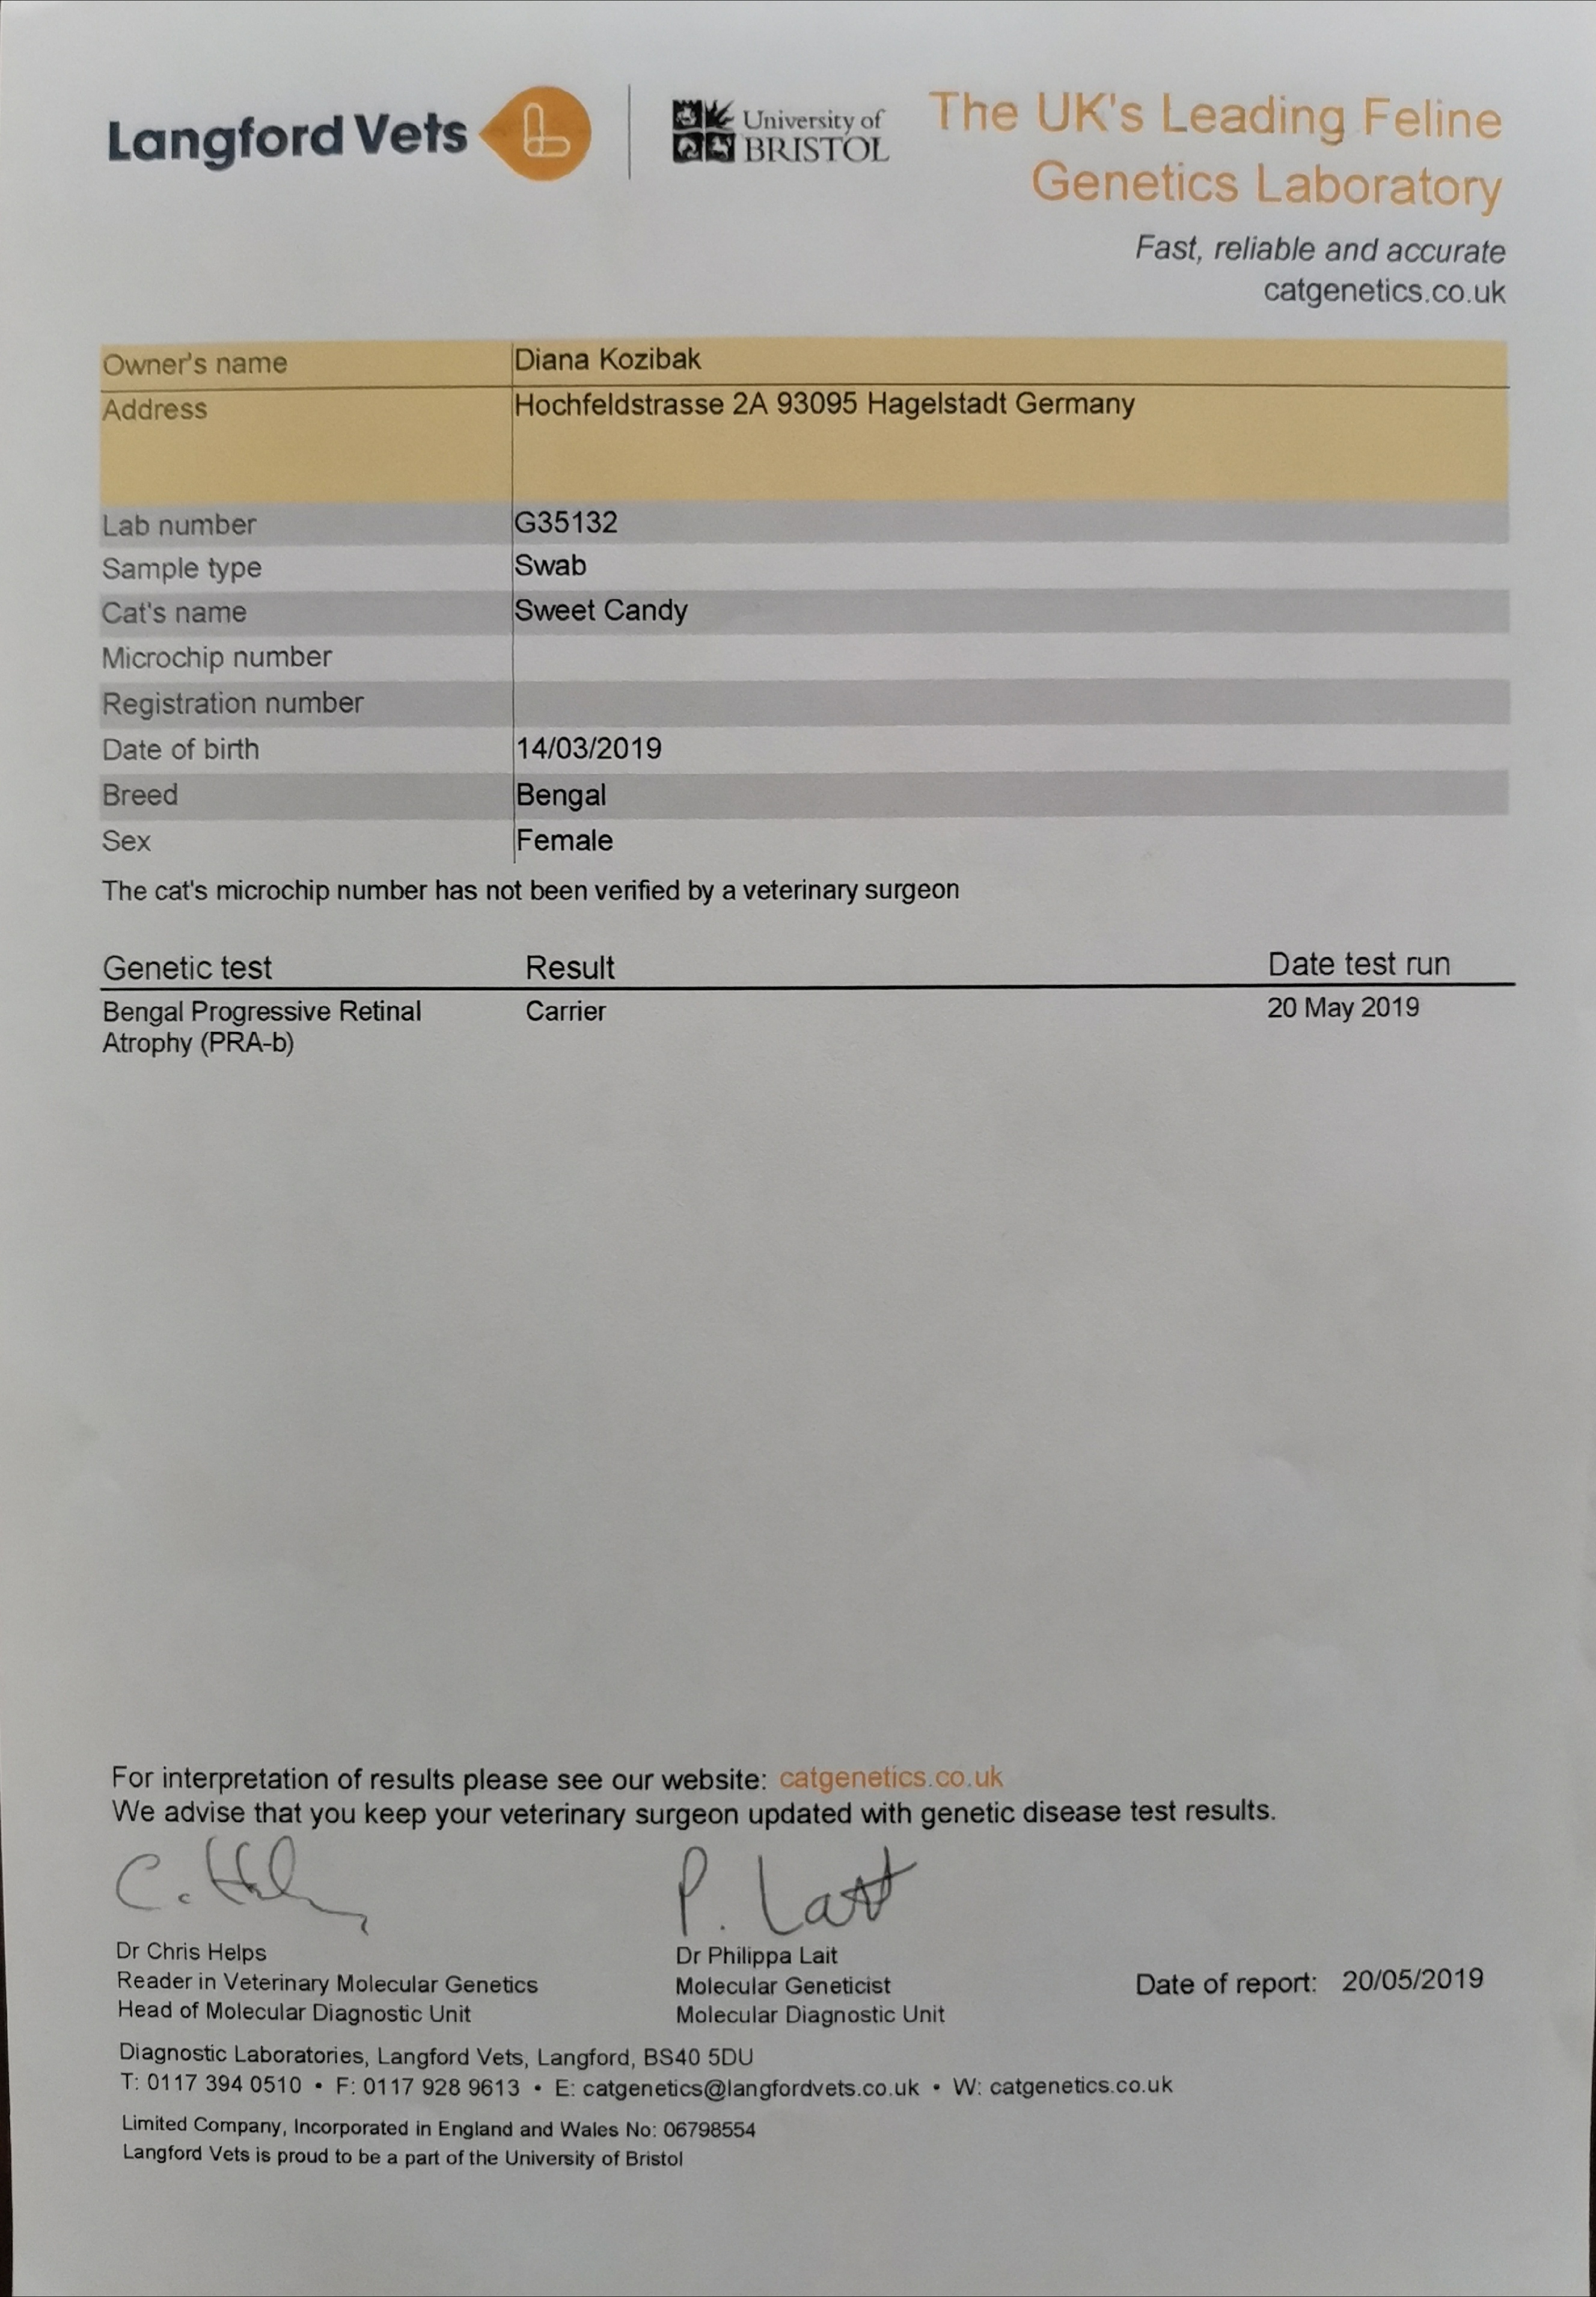 Langford Vets
University of
BRISTOL
The UK's Leading Feline
Genetics Laboratory
Fast, reliable and accurate
catgenetics.co.uk
Owner's name Diana Kozibak
Address Hochfeldstrasse 2A 93095 Hagelstadt Germany
Lab number G35132
Sample type Swab
Cat's name Sweet Candy
Microchip number
Registration number
Date of birth 14/03/2019
Breed Bengal
Sex Female
The cat's microchip number has not been verified by a veterinary surgeon
Genetic test Result Date test run
Bengal Progressive Retinal Carrier 20 May 2019
Atrophy (PRA-b)
For interpretation of results please see our website: catgenetics.co.uk
We advise that you keep your veterinary surgeon updated with genetic disease test results.
C. Helps P. Lait
Dr Chris Helps Dr Philippa Lait
Reader in Veterinary Molecular Genetics Molecular Geneticist Date of report: 20/05/2019
Head of Molecular Diagnostic Unit Molecular Diagnostic Unit
Diagnostic Laboratories, Langford Vets, Langford, BS40 5DU
T: 0117 394 0510 • F: 0117 928 9613 • E: catgenetics@langfordvets.co.uk • W: catgenetics.co.uk
Limited Company, Incorporated in England and Wales No: 06798554
Langford Vets is proud to be a part of the University of Bristol